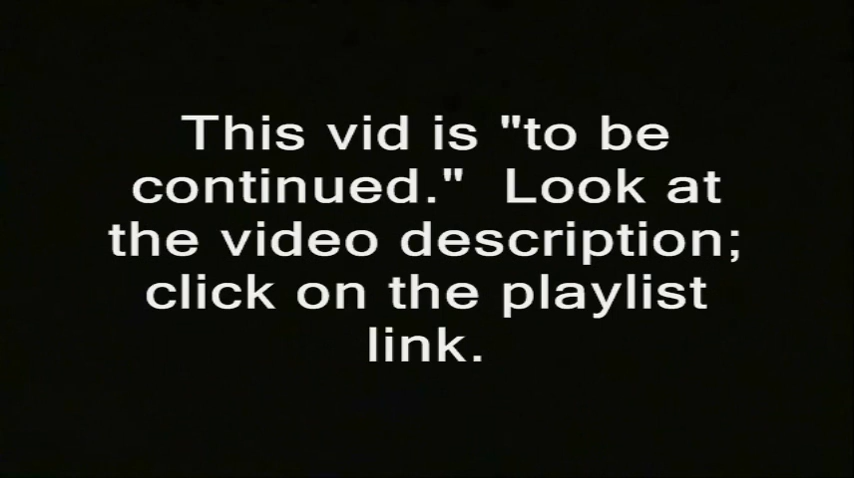 This vid is "to be
continued."  Look at
the video description;
click on the playlist
link.